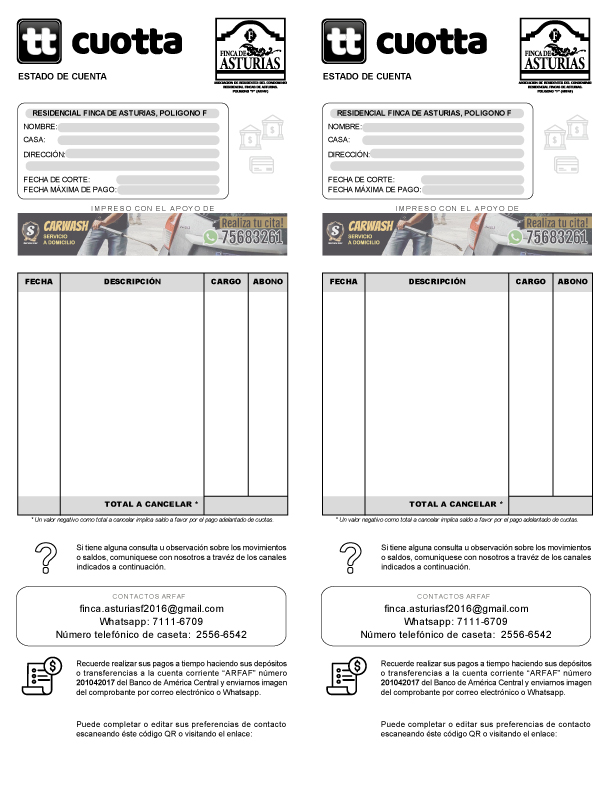 tt cuotta
FINCA DE
ASTURIAS
ASOCIACION DE RESIDENTES DEL CONDOMINIO
RESIDENCIAL FINCAS DE ASTURIAS.
POLIGONO "F" (ARFAF)
ESTADO DE CUENTA
RESIDENCIAL FINCA DE ASTURIAS, POLIGONO F
NOMBRE:
CASA:
DIRECCIÓN:
FECHA DE CORTE:
FECHA MÁXIMA DE PAGO:
IMPRESO CON EL APOYO DE
CARWASH
SERVICIO
A DOMICILIO
Realiza tu cita!
75683261
FECHA DESCRIPCIÓN CARGO ABONO
TOTAL A CANCELAR *
* Un valor negativo como total a cancelar implica saldo a favor por el pago adelantado de cuotas.
Si tiene alguna consulta u observación sobre los movimientos
o saldos, comuniquese con nosotros a travéz de los canales
indicados a continuación.
CONTACTOS ARFAF
finca.asturiasf2016@gmail.com
Whatsapp: 7111-6709
Número telefónico de caseta: 2556-6542
Recuerde realizar sus pagos a tiempo haciendo sus depósitos
o transferencias a la cuenta corriente “ARFAF” número
201042017 del Banco de América Central y enviarnos imagen
del comprobante por correo electrónico o Whatsapp.
Puede completar o editar sus preferencias de contacto
escaneando éste código QR o visitando el enlace:
tt cuotta
FINCA DE
ASTURIAS
ASOCIACION DE RESIDENTES DEL CONDOMINIO
RESIDENCIAL FINCAS DE ASTURIAS.
POLIGONO "F" (ARFAF)
ESTADO DE CUENTA
RESIDENCIAL FINCA DE ASTURIAS, POLIGONO F
NOMBRE:
CASA:
DIRECCIÓN:
FECHA DE CORTE:
FECHA MÁXIMA DE PAGO:
IMPRESO CON EL APOYO DE
CARWASH
SERVICIO
A DOMICILIO
Realiza tu cita!
75683261
FECHA DESCRIPCIÓN CARGO ABONO
TOTAL A CANCELAR *
* Un valor negativo como total a cancelar implica saldo a favor por el pago adelantado de cuotas.
Si tiene alguna consulta u observación sobre los movimientos
o saldos, comuniquese con nosotros a travéz de los canales
indicados a continuación.
CONTACTOS ARFAF
finca.asturiasf2016@gmail.com
Whatsapp: 7111-6709
Número telefónico de caseta: 2556-6542
Recuerde realizar sus pagos a tiempo haciendo sus depósitos
o transferencias a la cuenta corriente “ARFAF” número
201042017 del Banco de América Central y enviarnos imagen
del comprobante por correo electrónico o Whatsapp.
Puede completar o editar sus preferencias de contacto
escaneando éste código QR o visitando el enlace: